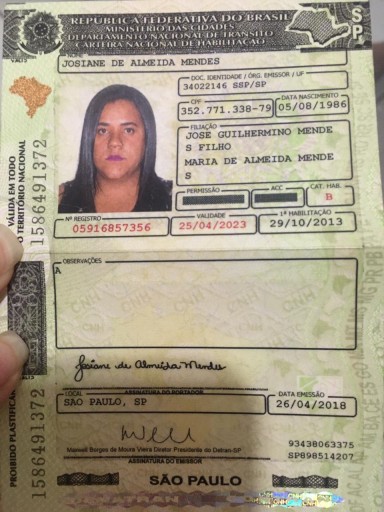 REPÚBLICA FEDERATIVA DO BRASIL
MINISTÉRIO DAS CIDADES
DEPARTAMENTO NACIONAL DE TRÂNSITO
CARTEIRA NACIONAL DE HABILITAÇÃO
SP
JOSIANE DE ALMEIDA MENDES
DOC. IDENTIDADE / ÓRG. EMISSOR / UF
34022146 SSP/SP
CPF
352.771.338-79
DATA NASCIMENTO
05/08/1986
FILIAÇÃO
JOSE GUILHERMINO MENDE
S FILHO
MARIA DE ALMEIDA MENDE
S
PERMISSÃO
ACC
CAT. HAB.
B
Nº REGISTRO
05916857356
VALIDADE
25/04/2023
1ª HABILITAÇÃO
29/10/2013
VÁLIDA EM TODO
O TERRITÓRIO NACIONAL
1586491372
OBSERVAÇÕES
A
Josiane de Almeida Mendes
ASSINATURA DO PORTADOR
LOCAL
SAO PAULO, SP
DATA EMISSÃO
26/04/2018
Maxwell Borges de Moura Vieira Diretor Presidente do Detran-SP
ASSINATURA DO EMISSOR
93438063375
SP898514207
PROIBIDO PLASTIFICAR
1586491372
SÃO PAULO